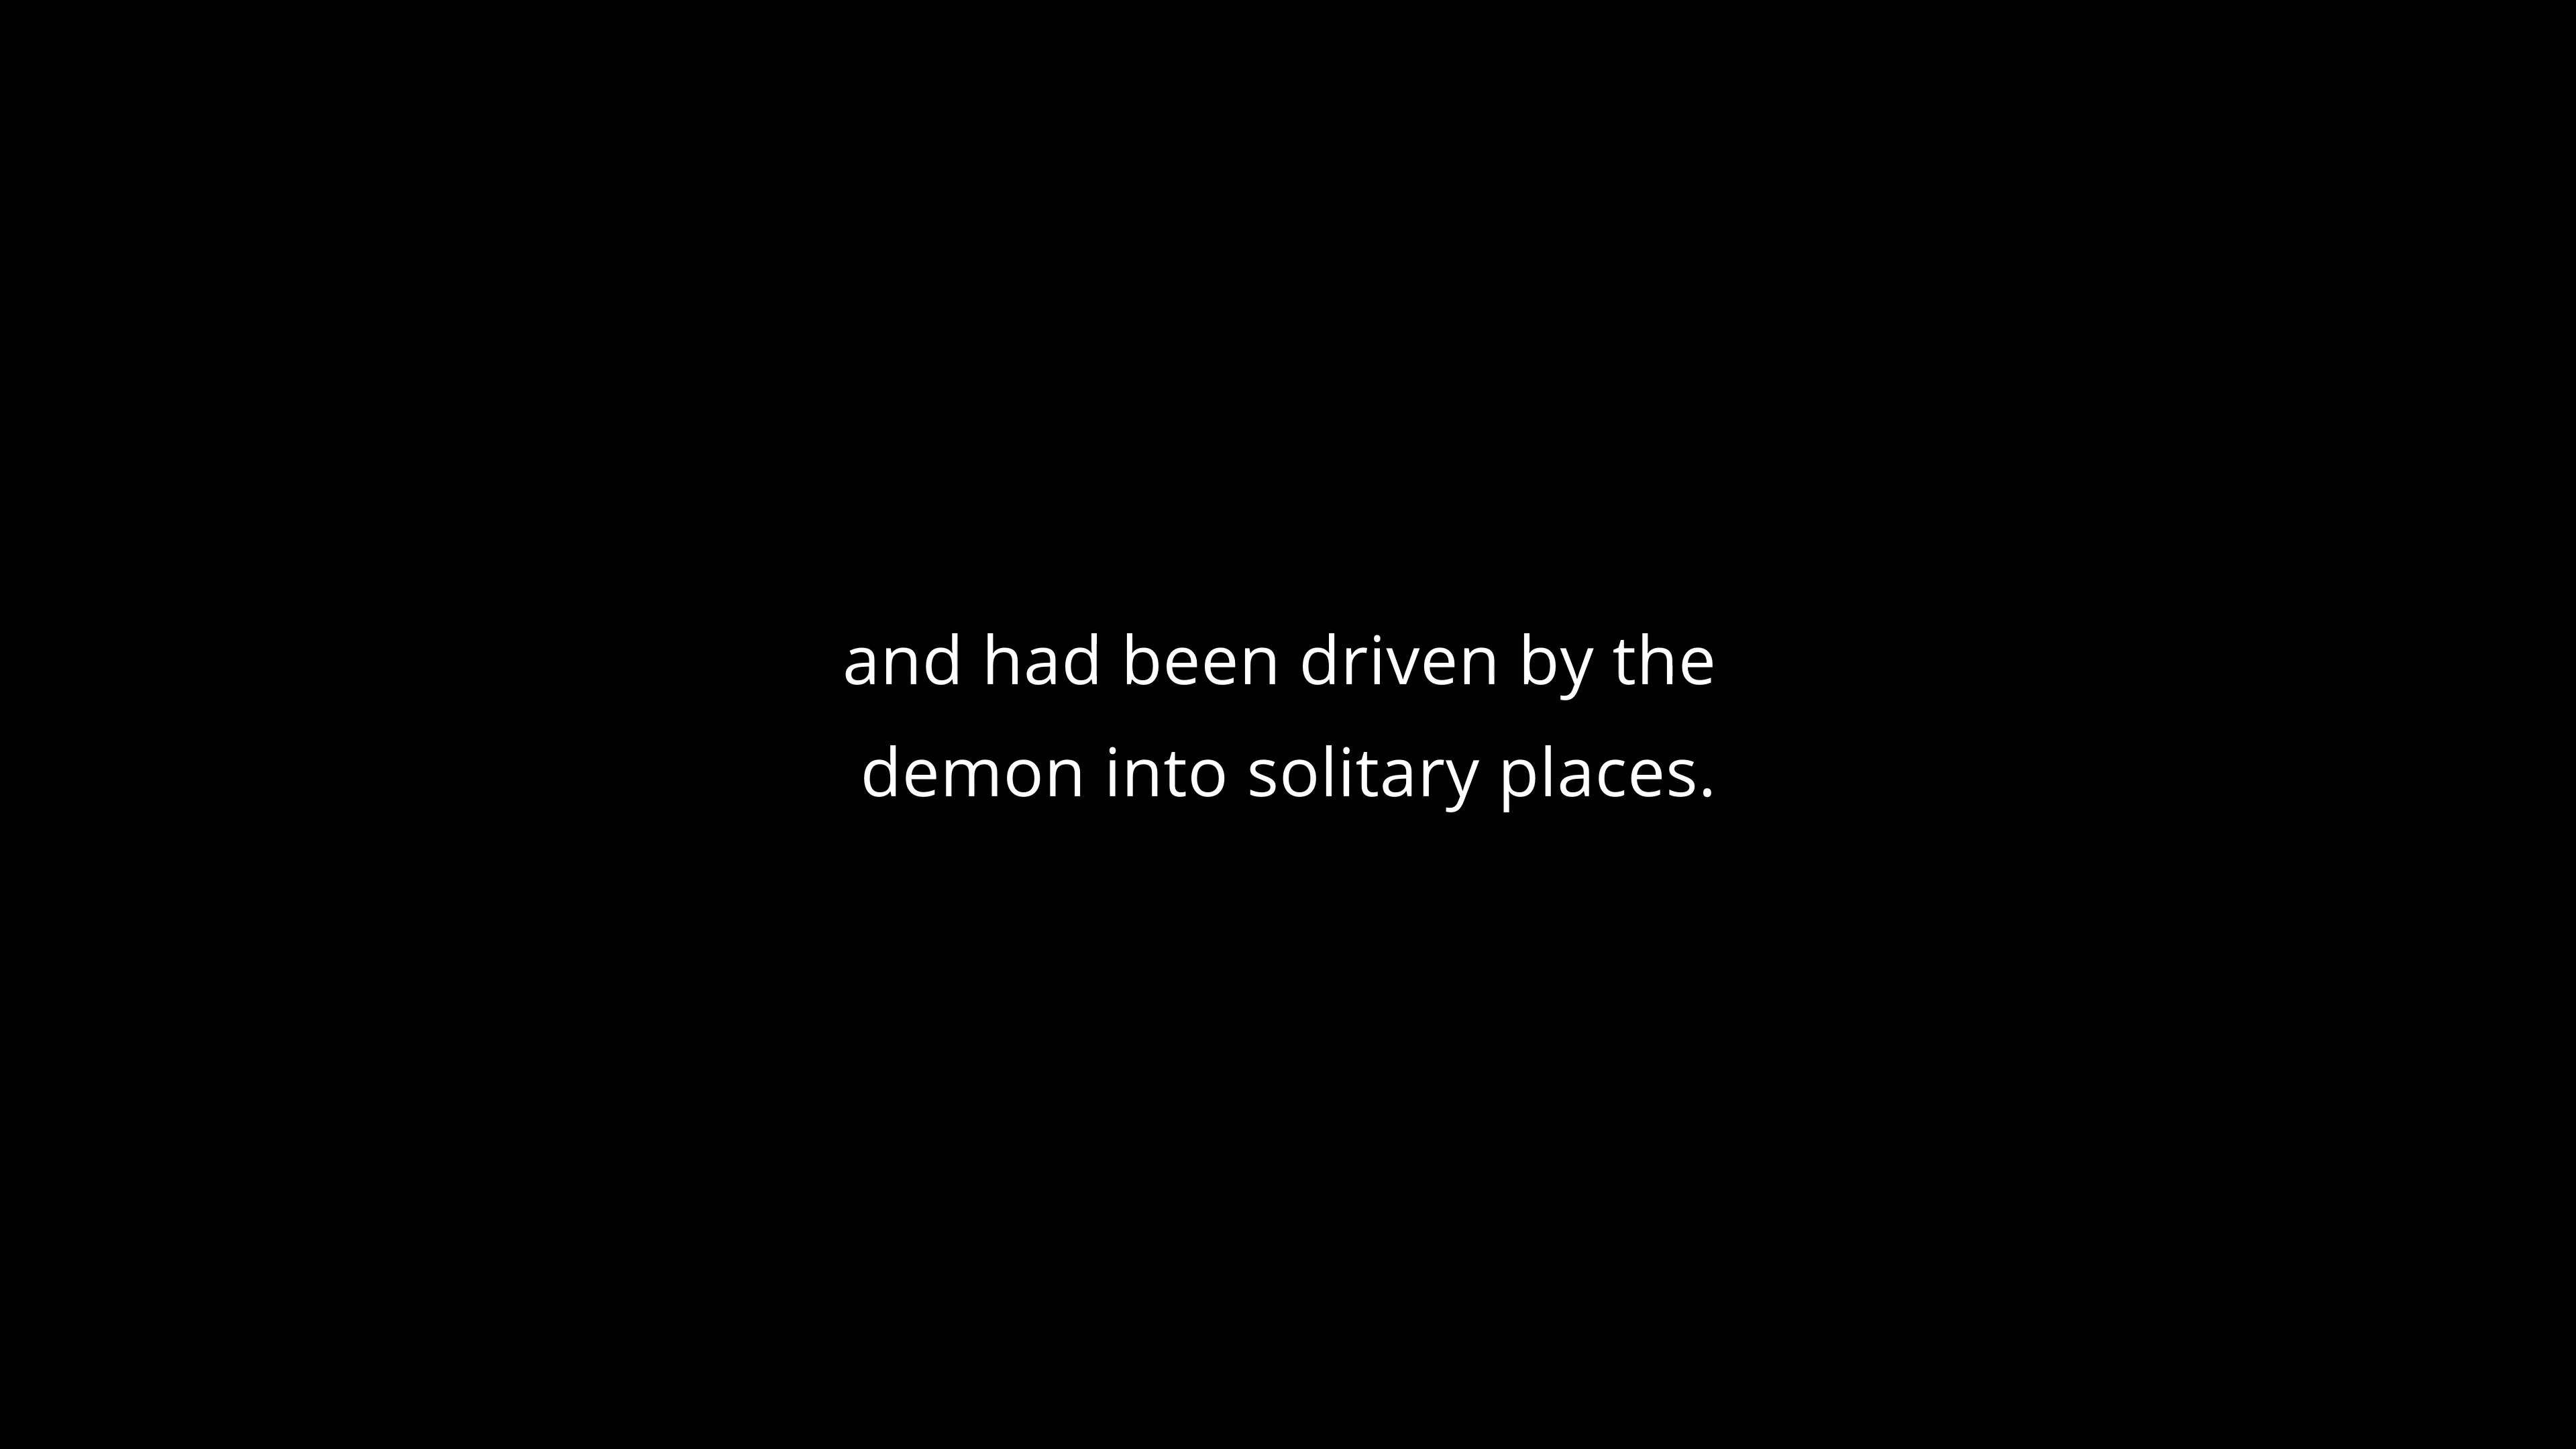 and had been driven by the
demon into solitary places.